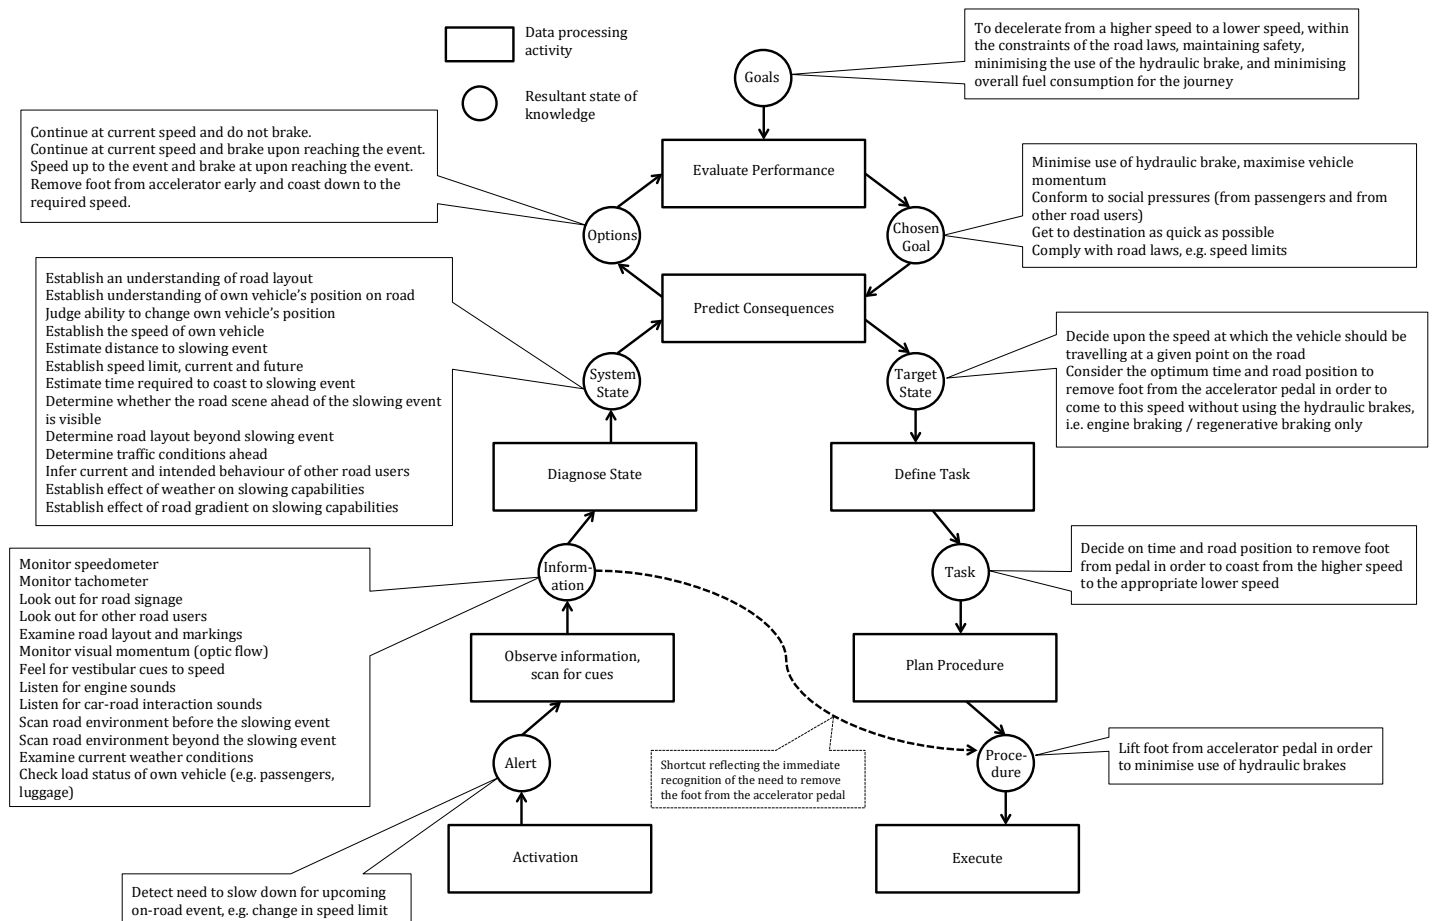 Data processing
activity
Resultant state of
knowledge
Goals
To decelerate from a higher speed to a lower speed, within
the constraints of the road laws, maintaining safety,
minimising the use of the hydraulic brake, and minimising
overall fuel consumption for the journey
Continue at current speed and do not brake.
Continue at current speed and brake upon reaching the event.
Speed up to the event and brake at upon reaching the event.
Remove foot from accelerator early and coast down to the
required speed.
Evaluate Performance
Minimise use of hydraulic brake, maximise vehicle
momentum
Conform to social pressures (from passengers and from
other road users)
Get to destination as quick as possible
Comply with road laws, e.g. speed limits
Options
Chosen
Goal
Establish an understanding of road layout
Establish understanding of own vehicle’s position on road
Judge ability to change own vehicle’s position
Establish the speed of own vehicle
Estimate distance to slowing event
Establish speed limit, current and future
Estimate time required to coast to slowing event
Determine whether the road scene ahead of the slowing event
is visible
Determine road layout beyond slowing event
Determine traffic conditions ahead
Infer current and intended behaviour of other road users
Establish effect of weather on slowing capabilities
Establish effect of road gradient on slowing capabilities
Predict Consequences
System
State
Target
State
Decide upon the speed at which the vehicle should be
travelling at a given point on the road
Consider the optimum time and road position to
remove foot from the accelerator pedal in order to
come to this speed without using the hydraulic brakes,
i.e. engine braking / regenerative braking only
Diagnose State
Define Task
Monitor speedometer
Monitor tachometer
Look out for road signage
Look out for other road users
Examine road layout and markings
Monitor visual momentum (optic flow)
Feel for vestibular cues to speed
Listen for engine sounds
Listen for car-road interaction sounds
Scan road environment before the slowing event
Scan road environment beyond the slowing event
Examine current weather conditions
Check load status of own vehicle (e.g. passengers,
luggage)
Inform-
ation
Task
Decide on time and road position to remove foot
from pedal in order to coast from the higher speed
to the appropriate lower speed
Observe information,
scan for cues
Plan Procedure
Alert
Shortcut reflecting the immediate
recognition of the need to remove
the foot from the accelerator pedal
Proce-
dure
Lift foot from accelerator pedal in order
to minimise use of hydraulic brakes
Activation
Execute
Detect need to slow down for upcoming
on-road event, e.g. change in speed limit